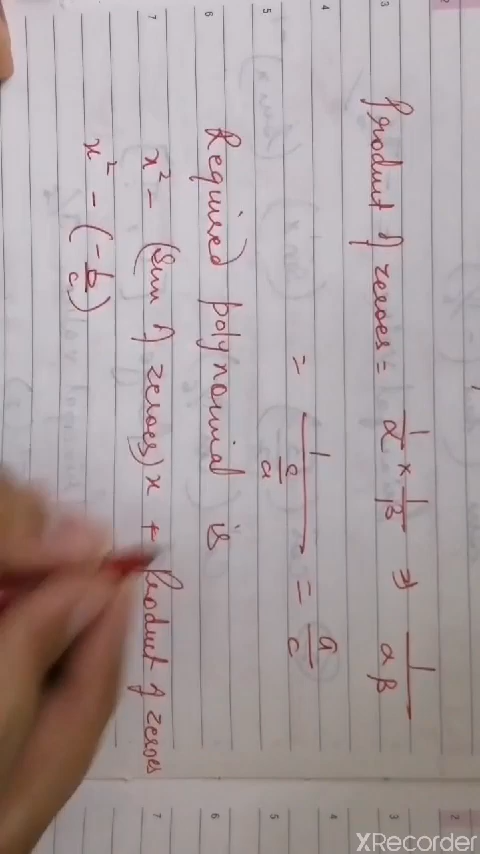 Product of zeroes = 1/α × 1/β ⇒ 1/αβ
= 1/(c/a) = a/c
Required polynomial is
x² - (Sum of zeroes)x + Product of zeroes
x² - (-b/c)
XRecorder